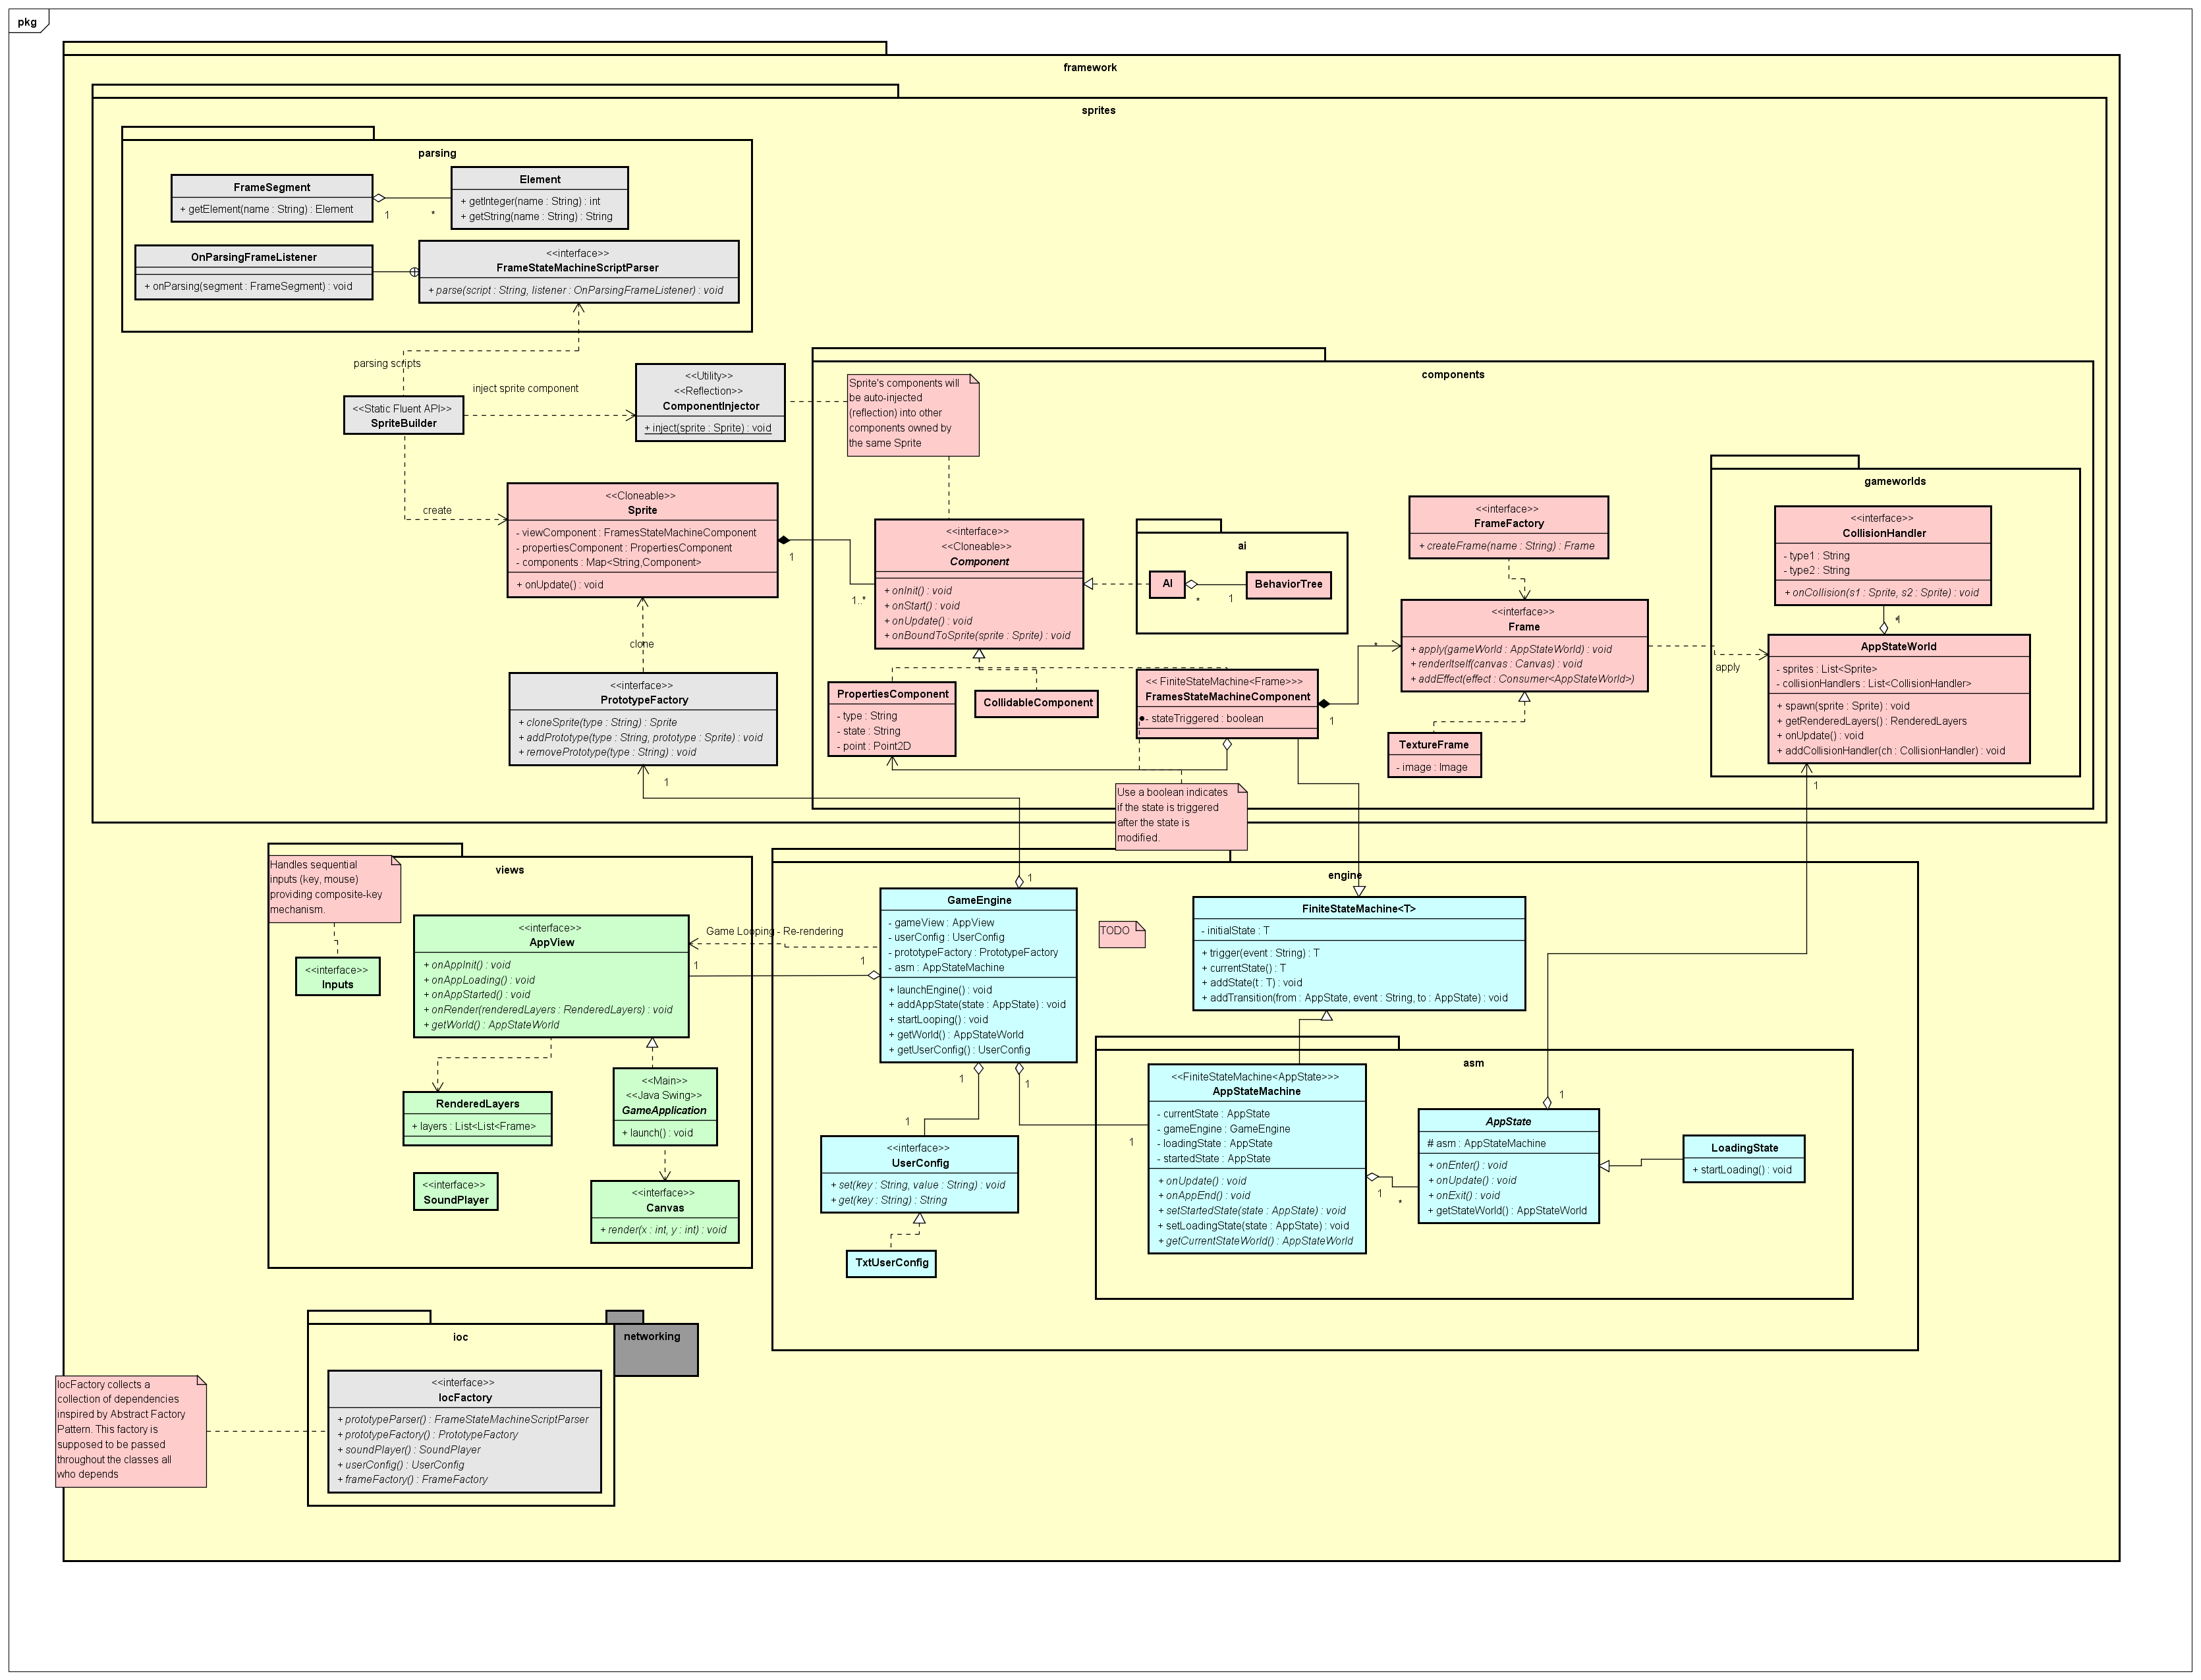 pkg
framework
sprites
parsing
FrameSegment
+ getElement(name : String) : Element
1
*
Element
+ getInteger(name : String) : int
+ getString(name : String) : String
OnParsingFrameListener
+ onParsing(segment : FrameSegment) : void
<<interface>>
FrameStateMachineScriptParser
+ parse(script : String, listener : OnParsingFrameListener) : void
parsing scripts
inject sprite component
<<Static Fluent API>>
SpriteBuilder
create
<<Utility>>
<<Reflection>>
ComponentInjector
+ inject(sprite : Sprite) : void
components
Sprite's components will
be auto-injected
(reflection) into other
components owned by
the same Sprite
<<Cloneable>>
Sprite
- viewComponent : FramesStateMachineComponent
- propertiesComponent : PropertiesComponent
- components : Map<String,Component>
+ onUpdate() : void
1
1..*
<<interface>>
<<Cloneable>>
Component
+ onInit() : void
+ onStart() : void
+ onUpdate() : void
+ onBoundToSprite(sprite : Sprite) : void
ai
AI
*
1
BehaviorTree
<<interface>>
FrameFactory
+ createFrame(name : String) : Frame
<<interface>>
Frame
+ apply(gameWorld : AppStateWorld) : void
+ renderItself(canvas : Canvas) : void
+ addEffect(effect : Consumer<AppStateWorld>)
apply
gameworlds
<<interface>>
CollisionHandler
- type1 : String
- type2 : String
+ onCollision(s1 : Sprite, s2 : Sprite) : void
*
1
AppStateWorld
- sprites : List<Sprite>
- collisionHandlers : List<CollisionHandler>
+ spawn(sprite : Sprite) : void
+ getRenderedLayers() : RenderedLayers
+ onUpdate() : void
+ addCollisionHandler(ch : CollisionHandler) : void
1
clone
<<interface>>
PrototypeFactory
+ cloneSprite(type : String) : Sprite
+ addPrototype(type : String, prototype : Sprite) : void
+ removePrototype(type : String) : void
1
PropertiesComponent
- type : String
- state : String
- point : Point2D
CollidableComponent
<< FiniteStateMachine<Frame>>>
FramesStateMachineComponent
- stateTriggered : boolean
1
*
TextureFrame
- image : Image
Use a boolean indicates
if the state is triggered
after the state is
modified.
views
Handles sequential
inputs (key, mouse)
providing composite-key
mechanism.
<<interface>>
Inputs
<<interface>>
AppView
+ onAppInit() : void
+ onAppLoading() : void
+ onAppStarted() : void
+ onRender(renderedLayers : RenderedLayers) : void
+ getWorld() : AppStateWorld
Game Looping - Re-rendering
1
1
RenderedLayers
+ layers : List<List<Frame>
<<Main>>
<<Java Swing>>
GameApplication
+ launch() : void
<<interface>>
SoundPlayer
<<interface>>
Canvas
+ render(x : int, y : int) : void
engine
1
GameEngine
- gameView : AppView
- userConfig : UserConfig
- prototypeFactory : PrototypeFactory
- asm : AppStateMachine
+ launchEngine() : void
+ addAppState(state : AppState) : void
+ startLooping() : void
+ getWorld() : AppStateWorld
+ getUserConfig() : UserConfig
TODO
FiniteStateMachine<T>
- initialState : T
+ trigger(event : String) : T
+ currentState() : T
+ addState(t : T) : void
+ addTransition(from : AppState, event : String, to : AppState) : void
1
1
1
1
<<interface>>
UserConfig
+ set(key : String, value : String) : void
+ get(key : String) : String
TxtUserConfig
asm
<<FiniteStateMachine<AppState>>>
AppStateMachine
- currentState : AppState
- gameEngine : GameEngine
- loadingState : AppState
- startedState : AppState
+ onUpdate() : void
+ onAppEnd() : void
+ setStartedState(state : AppState) : void
+ setLoadingState(state : AppState) : void
+ getCurrentStateWorld() : AppStateWorld
1
*
1
AppState
# asm : AppStateMachine
+ onEnter() : void
+ onUpdate() : void
+ onExit() : void
+ getStateWorld() : AppStateWorld
LoadingState
+ startLoading() : void
ioc
networking
IocFactory collects a
collection of dependencies
inspired by Abstract Factory
Pattern. This factory is
supposed to be passed
throughout the classes all
who depends
<<interface>>
IocFactory
+ prototypeParser() : FrameStateMachineScriptParser
+ prototypeFactory() : PrototypeFactory
+ soundPlayer() : SoundPlayer
+ userConfig() : UserConfig
+ frameFactory() : FrameFactory